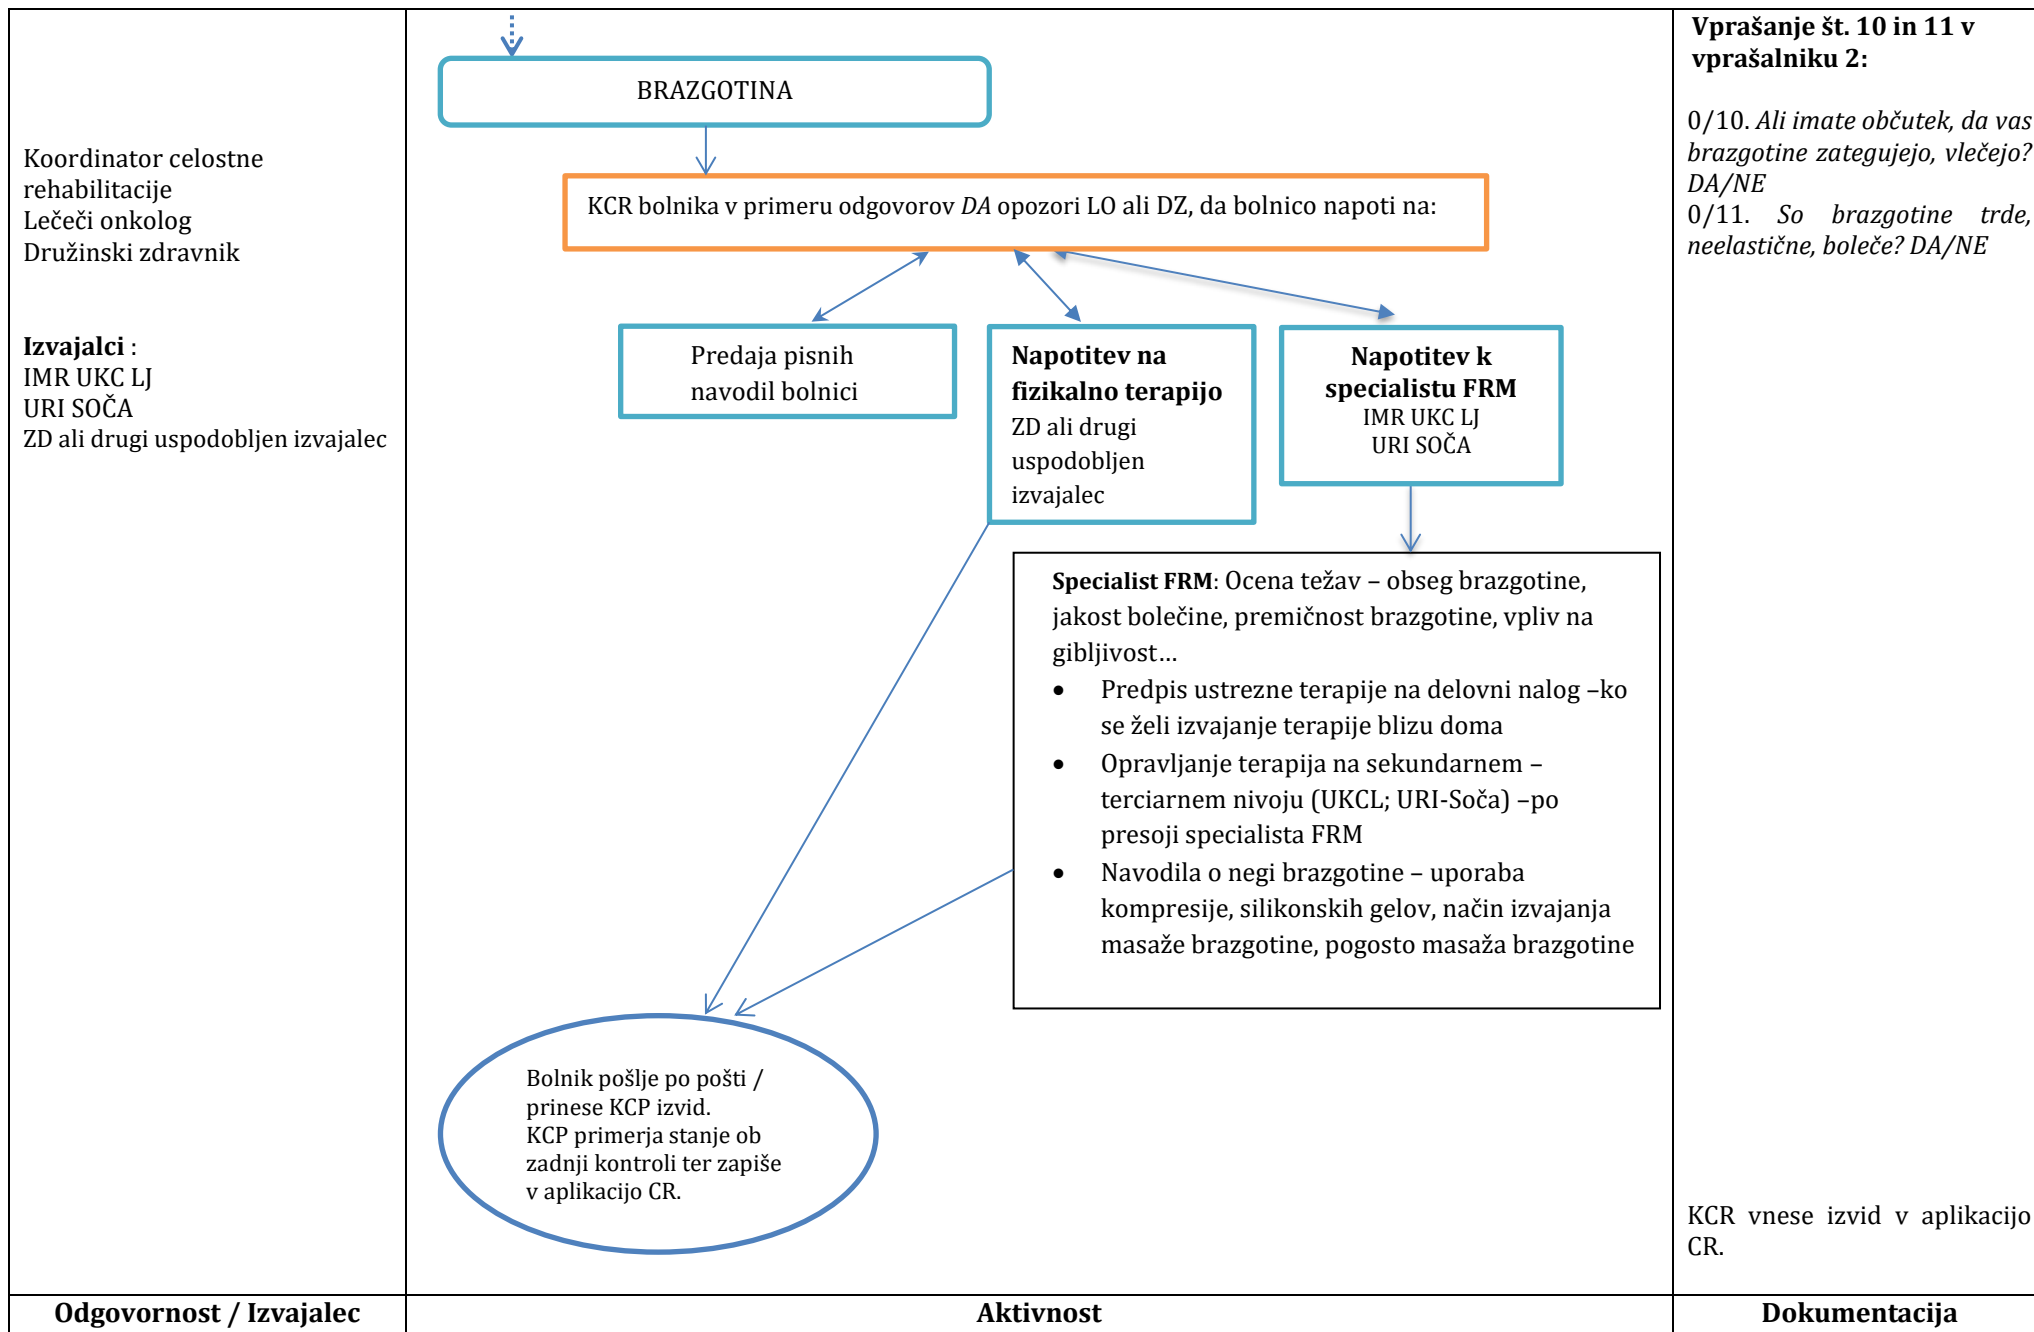 Koordinator celostne
rehabilitacije
Lečeči onkolog
Družinski zdravnik
Izvajalci :
IMR UKC LJ
URI SOČA
ZD ali drugi uspodobljen izvajalec
BRAZGOTINA
KCR bolnika v primeru odgovorov DA opozori LO ali DZ, da bolnico napoti na:
Predaja pisnih
navodil bolnici
Napotitev na
fizikalno terapijo
ZD ali drugi
uspodobljen
izvajalec
Napotitev k
specialistu FRM
IMR UKC LJ
URI SOČA
Specialist FRM: Ocena težav – obseg brazgotine,
jakost bolečine, premičnost brazgotine, vpliv na
gibljivost…
• Predpis ustrezne terapije na delovni nalog –ko
se želi izvajanje terapije blizu doma
• Opravljanje terapija na sekundarnem –
terciarnem nivoju (UKCL; URI-Soča) –po
presoji specialista FRM
• Navodila o negi brazgotine – uporaba
kompresije, silikonskih gelov, način izvajanja
masaže brazgotine, pogosto masaža brazgotine
Bolnik pošlje po pošti /
prinese KCP izvid.
KCP primerja stanje ob
zadnji kontroli ter zapiše
v aplikacijo CR.
Vprašanje št. 10 in 11 v
vprašalniku 2:
0/10. Ali imate občutek, da vas
brazgotine zategujejo, vlečejo?
DA/NE
0/11. So brazgotine trde,
neelastične, boleče? DA/NE
KCR vnese izvid v aplikacijo
CR.
Odgovornost / Izvajalec
Aktivnost
Dokumentacija